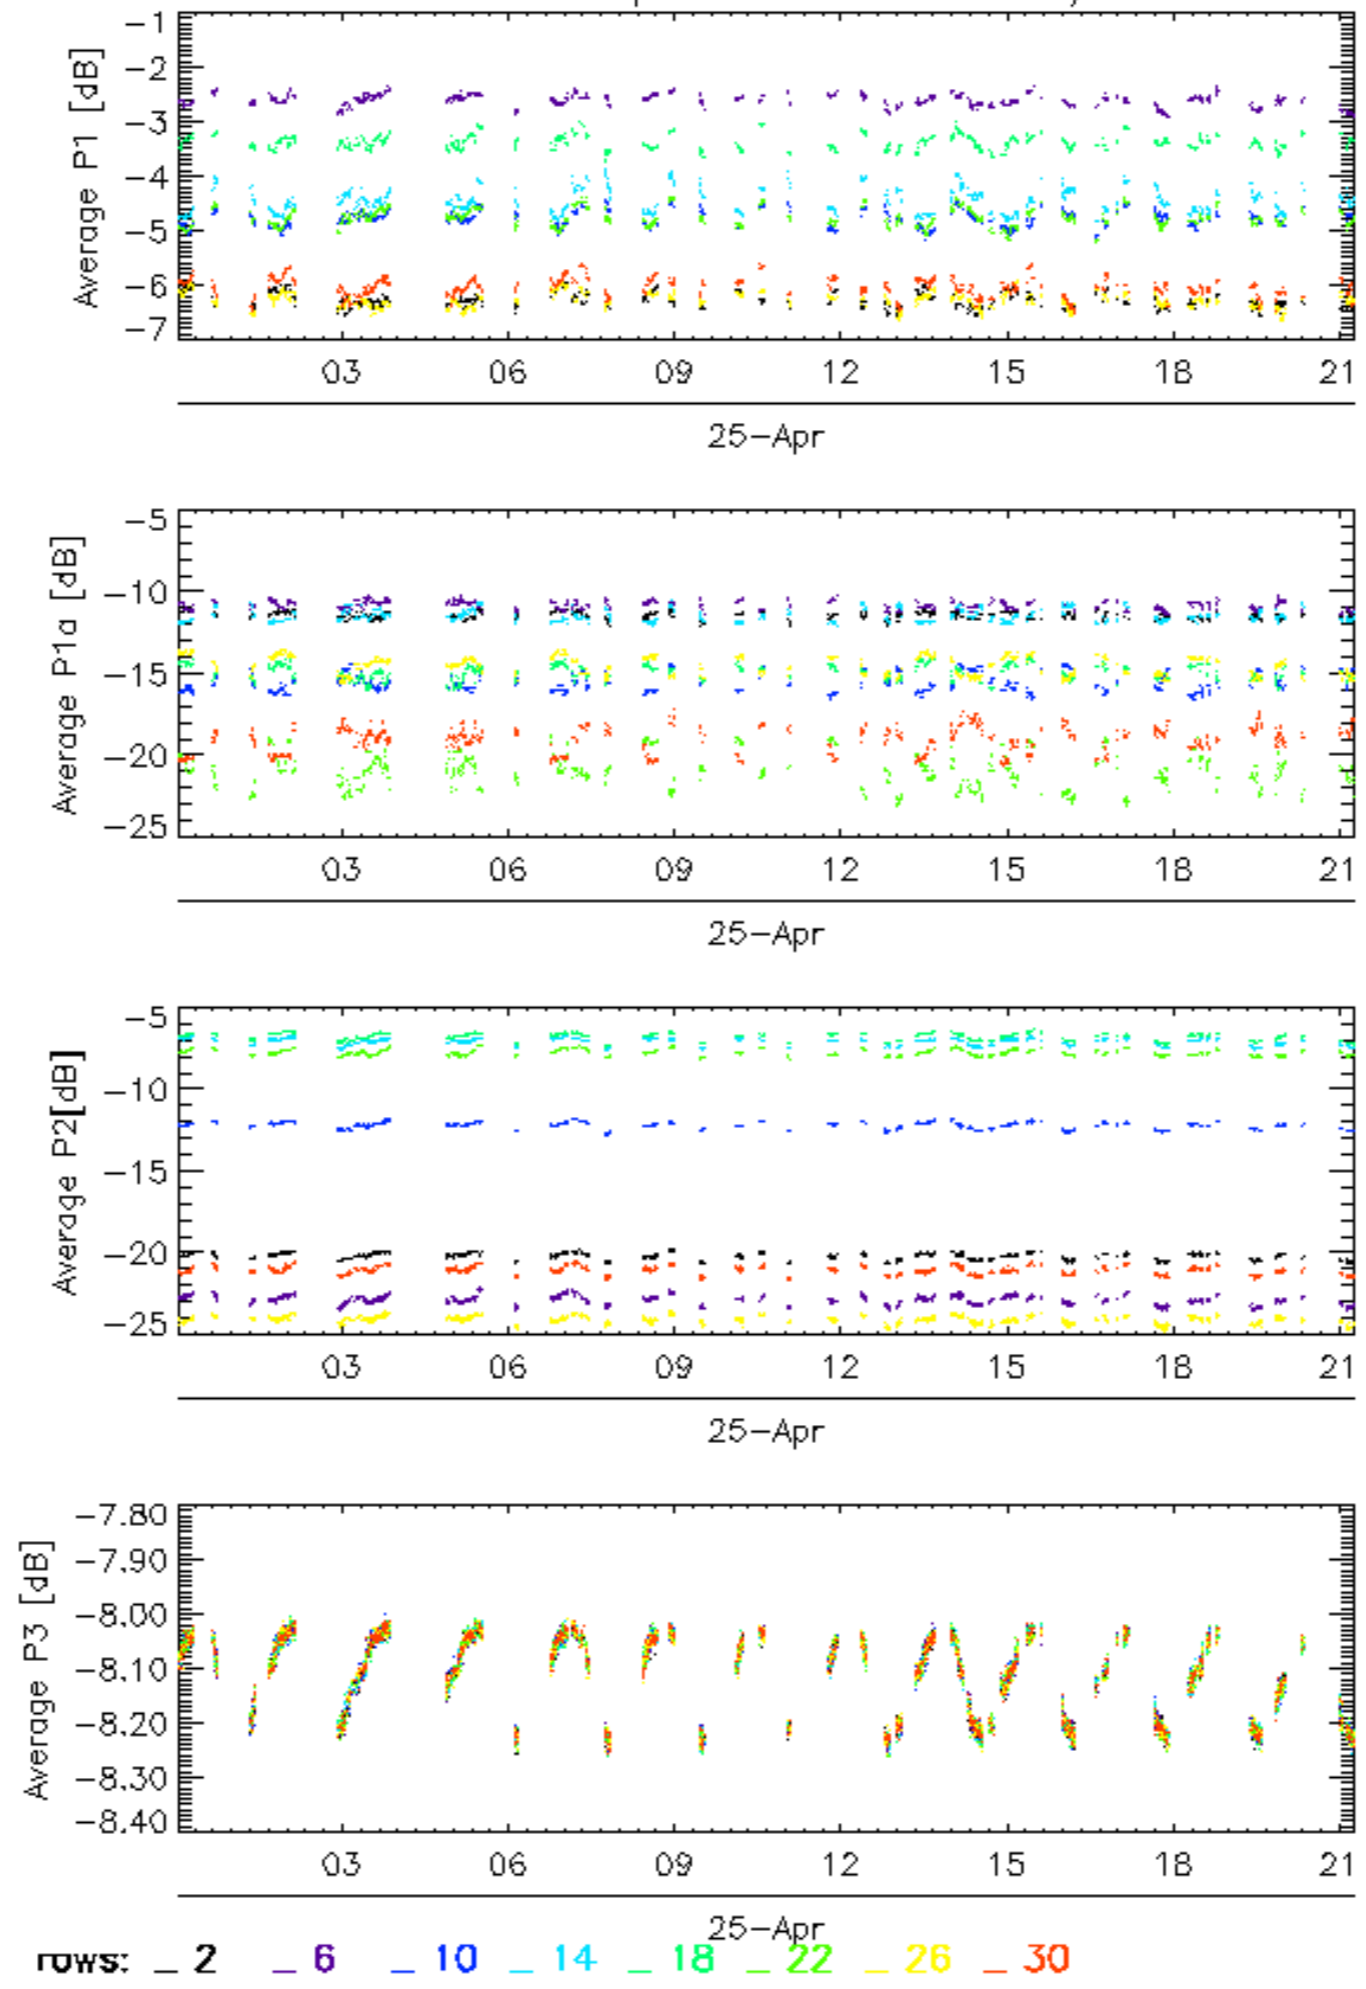 Average P1 [dB]
-1
-2
-3
-4
-5
-6
-7
03 06 09 12 15 18 21
25-Apr
Average P1a [dB]
-5
-10
-15
-20
-25
03 06 09 12 15 18 21
25-Apr
Average P2[dB]
-5
-10
-15
-20
-25
03 06 09 12 15 18 21
25-Apr
Average P3 [dB]
-7.80
-7.90
-8.00
-8.10
-8.20
-8.30
-8.40
03 06 09 12 15 18 21
25-Apr
rows: _ 2 _ 6 _ 10 _ 14 _ 18 _ 22 _ 26 _ 30